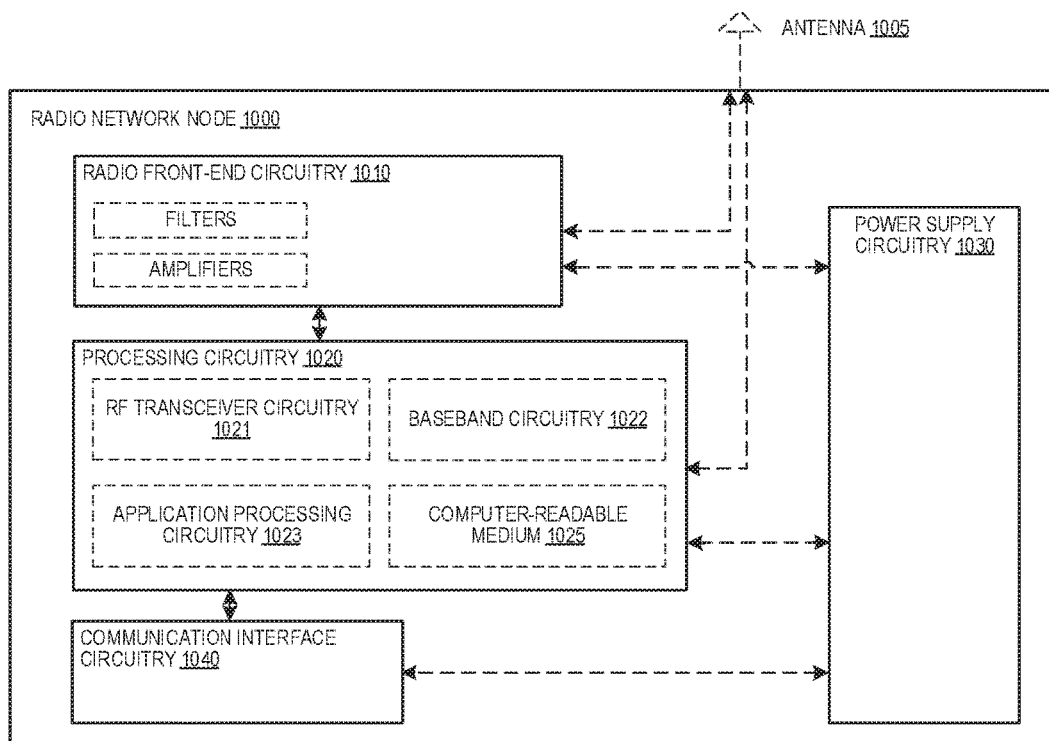 ANTENNA 1005
RADIO NETWORK NODE 1000
RADIO FRONT-END CIRCUITRY 1010
FILTERS
AMPLIFIERS
POWER SUPPLY
CIRCUITRY 1030
PROCESSING CIRCUITRY 1020
RF TRANSCEIVER CIRCUITRY
1021
BASEBAND CIRCUITRY 1022
APPLICATION PROCESSING
CIRCUITRY 1023
COMPUTER-READABLE
MEDIUM 1025
COMMUNICATION INTERFACE
CIRCUITRY 1040